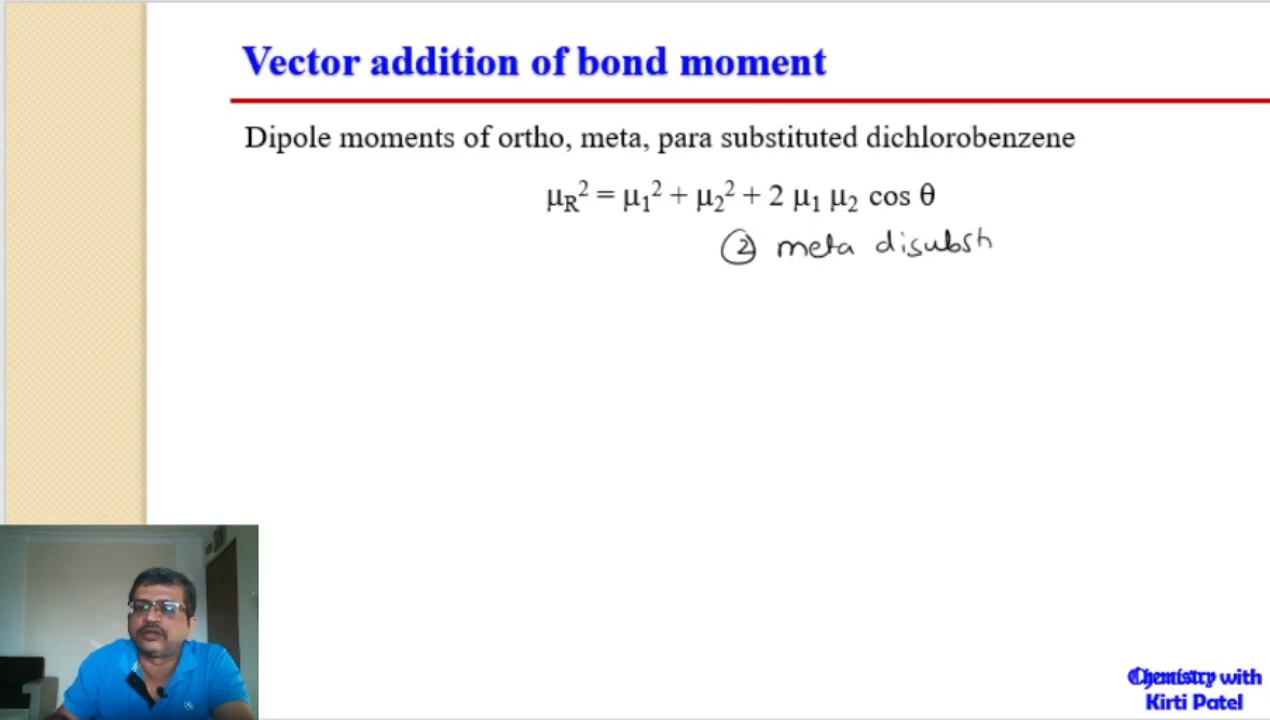 Vector addition of bond moment
Dipole moments of ortho, meta, para substituted dichlorobenzene
μR² = μ1² + μ2² + 2 μ1 μ2 cos θ
② meta disubst
Chemistry with
Kirti Patel